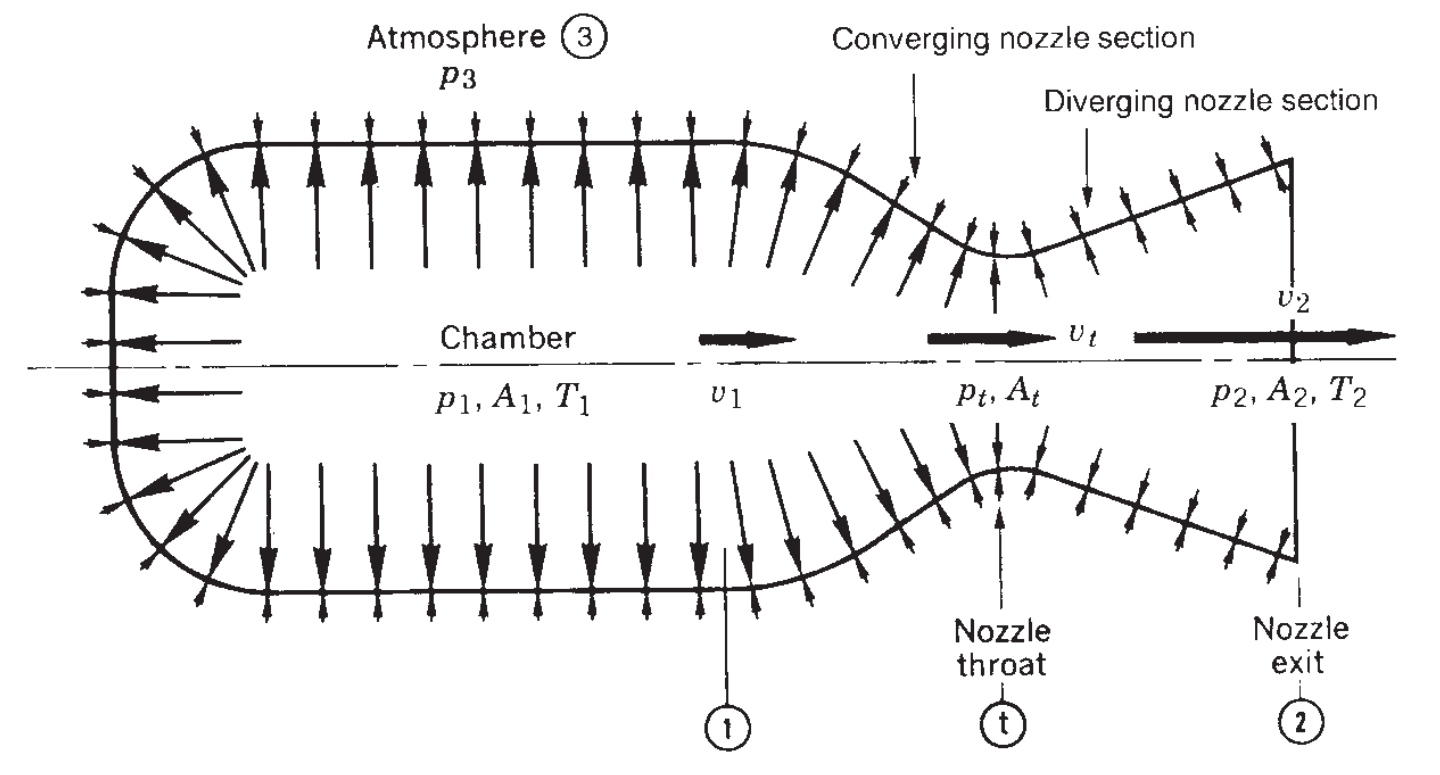 Atmosphere ③
p₃
Converging nozzle section
Diverging nozzle section
v₂
Chamber
vₜ
p₁, A₁, T₁
v₁
pₜ, Aₜ
p₂, A₂, T₂
Nozzle
throat
Nozzle
exit
①
ⓣ
②